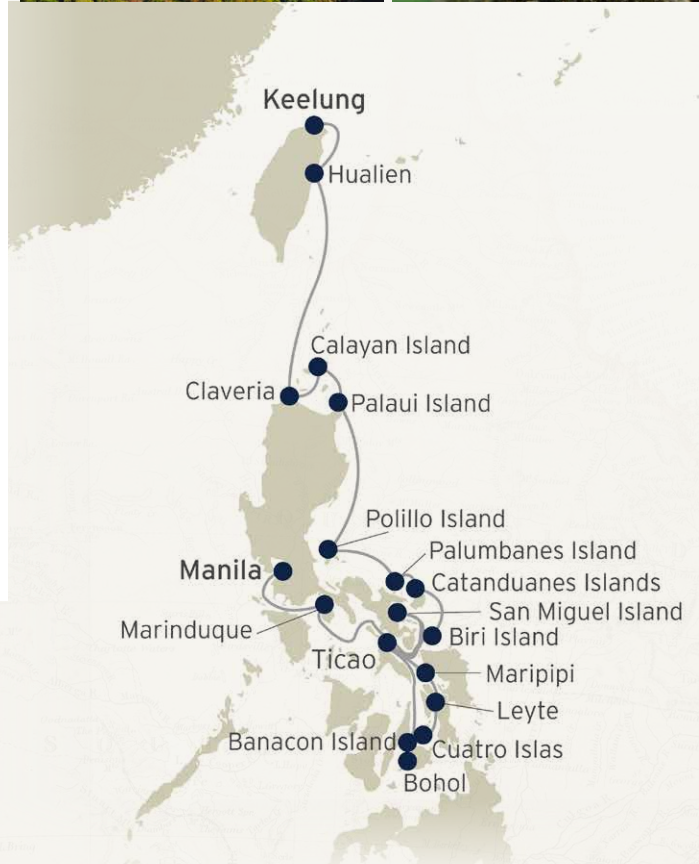 Keelung
Hualien
Calayan Island
Claveria
Palaui Island
Polillo Island
Palumbanes Island
Manila
Catanduanes Islands
San Miguel Island
Marinduque
Biri Island
Ticao
Maripipi
Leyte
Banacon Island
Cuatro Islas
Bohol